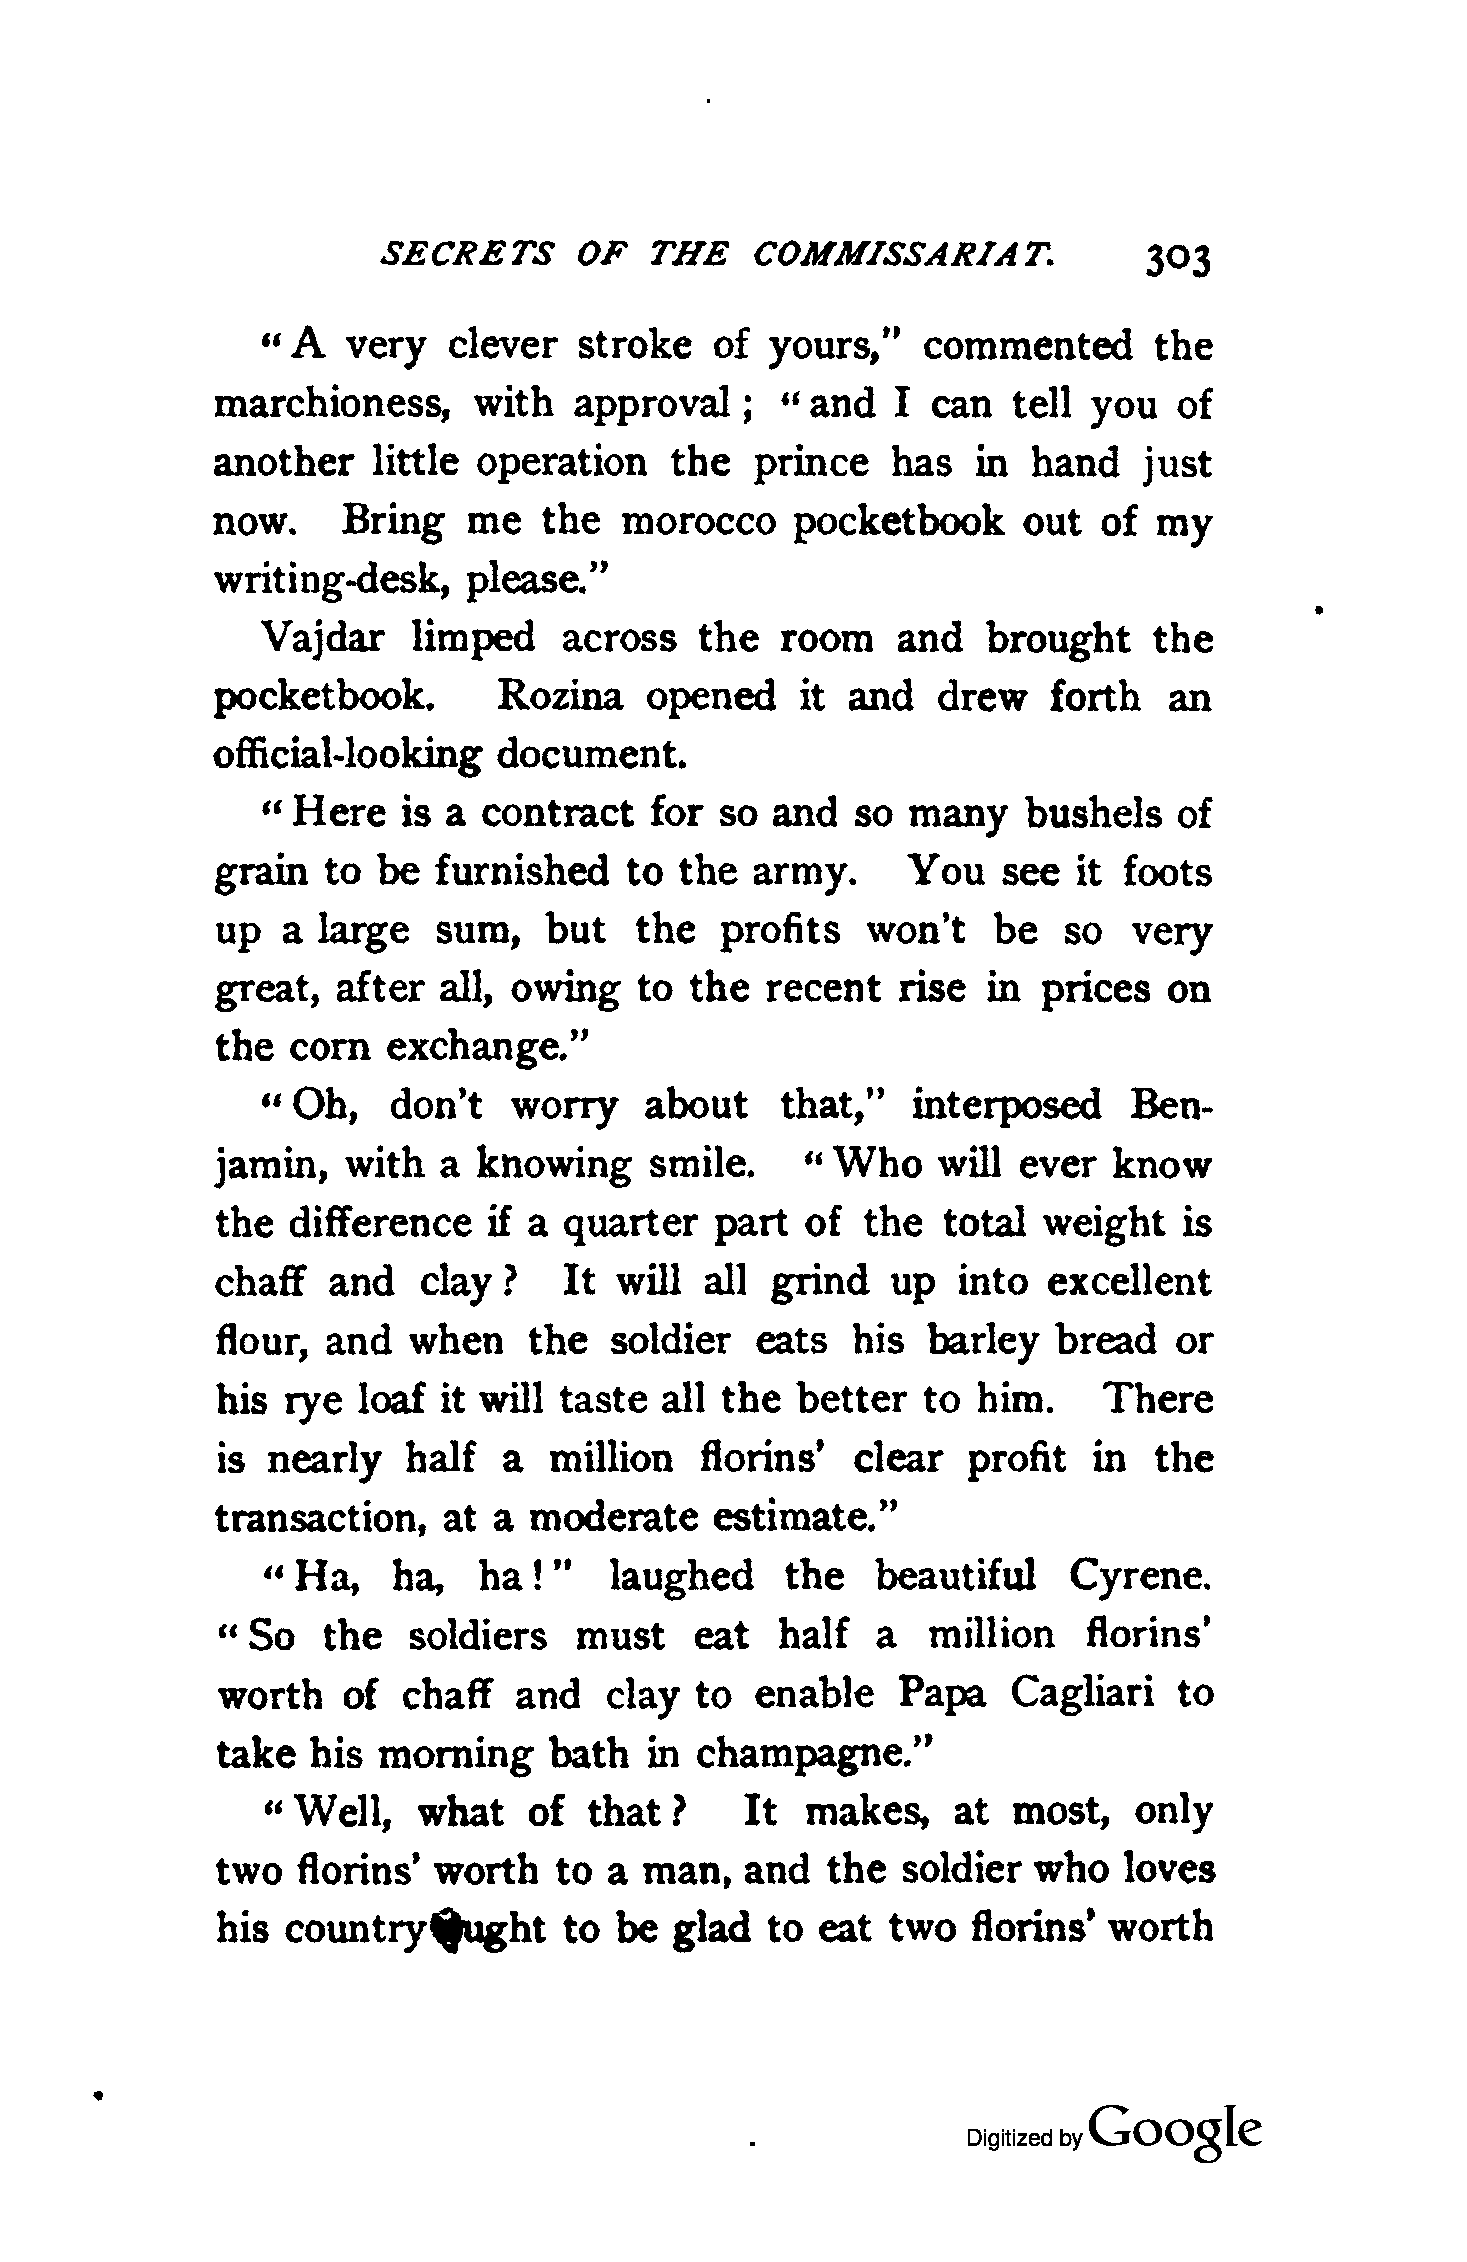 SECRETS OF THE COMMISSARIAT. 303
“A very clever stroke of yours,” commented the
marchioness, with approval; “and I can tell you of
another little operation the prince has in hand just
now. Bring me the morocco pocketbook out of my
writing-desk, please.”
Vajdar limped across the room and brought the
pocketbook. Rozina opened it and drew forth an
official-looking document.
“Here is a contract for so and so many bushels of
grain to be furnished to the army. You see it foots
up a large sum, but the profits won't be so very
great, after all, owing to the recent rise in prices on
the corn exchange.”
“Oh, don't worry about that,” interposed Ben-
jamin, with a knowing smile. “Who will ever know
the difference if a quarter part of the total weight is
chaff and clay? It will all grind up into excellent
flour, and when the soldier eats his barley bread or
his rye loaf it will taste all the better to him. There
is nearly half a million florins' clear profit in the
transaction, at a moderate estimate.”
“Ha, ha, ha!” laughed the beautiful Cyrene.
“So the soldiers must eat half a million florins'
worth of chaff and clay to enable Papa Cagliari to
take his morning bath in champagne.”
“Well, what of that? It makes, at most, only
two florins' worth to a man, and the soldier who loves
his country ought to be glad to eat two florins' worth
Digitized by Google